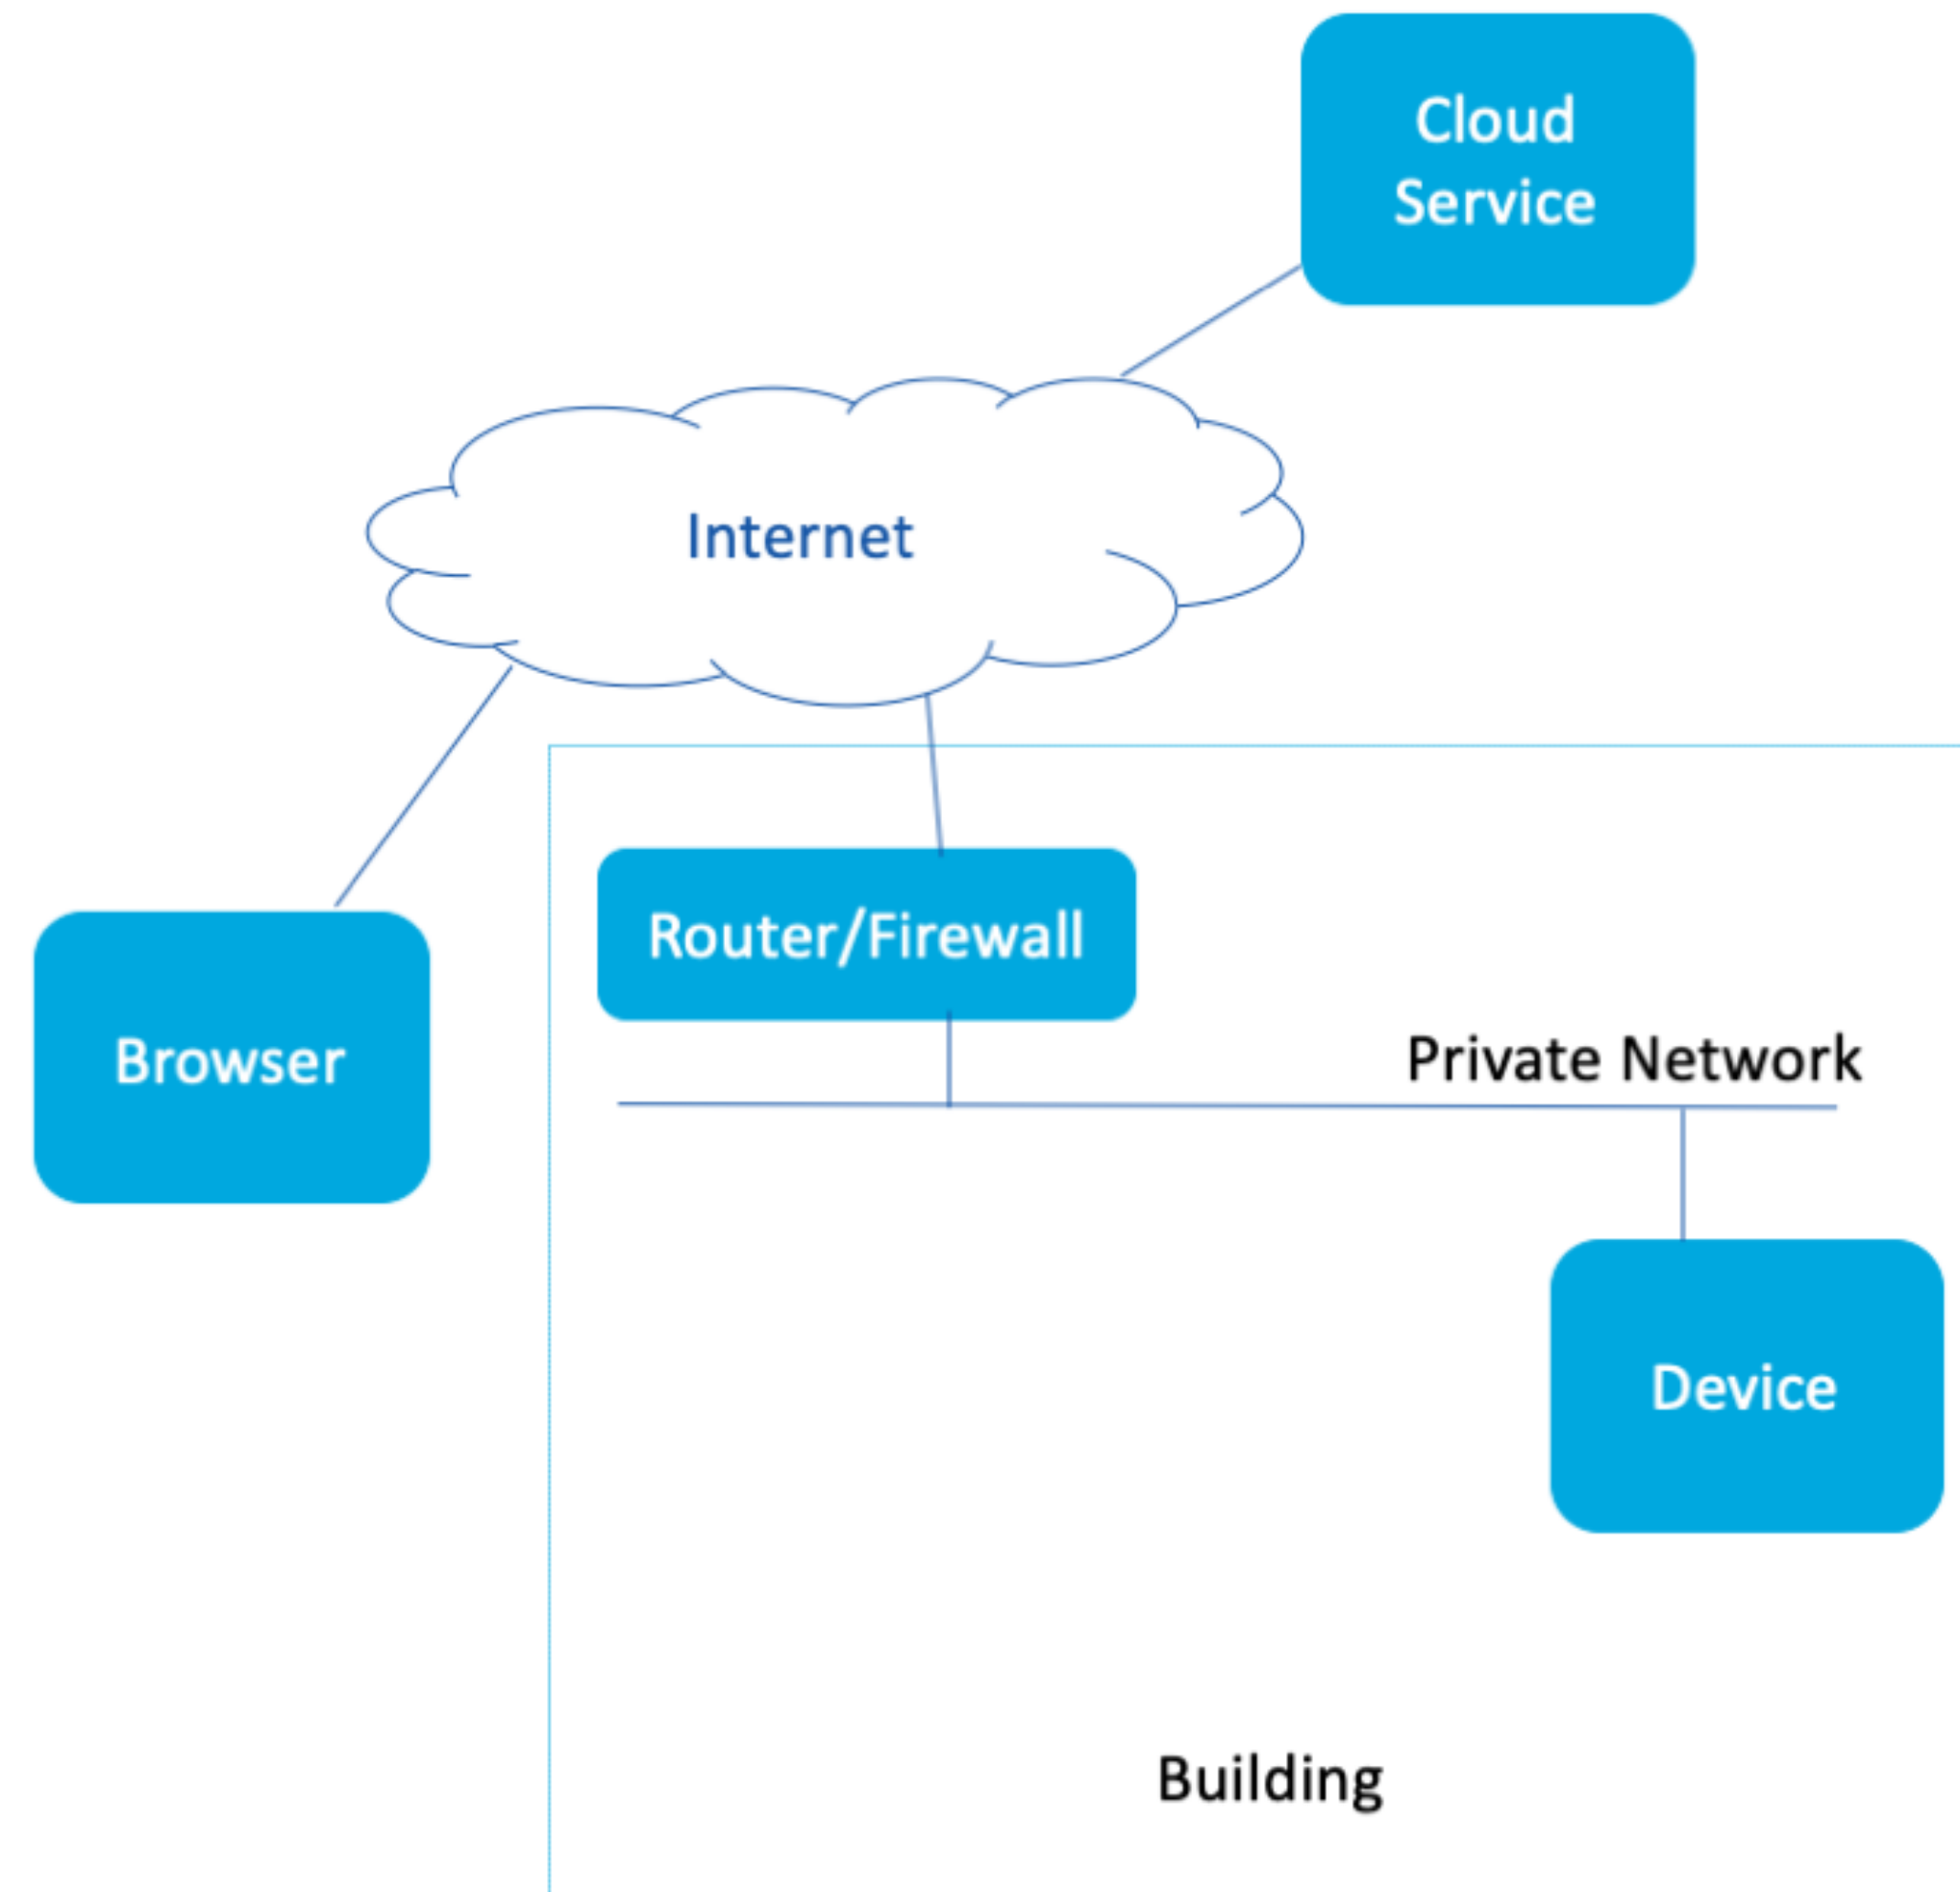 Cloud
Service
Internet
Router/Firewall
Browser
Private Network
Device
Building